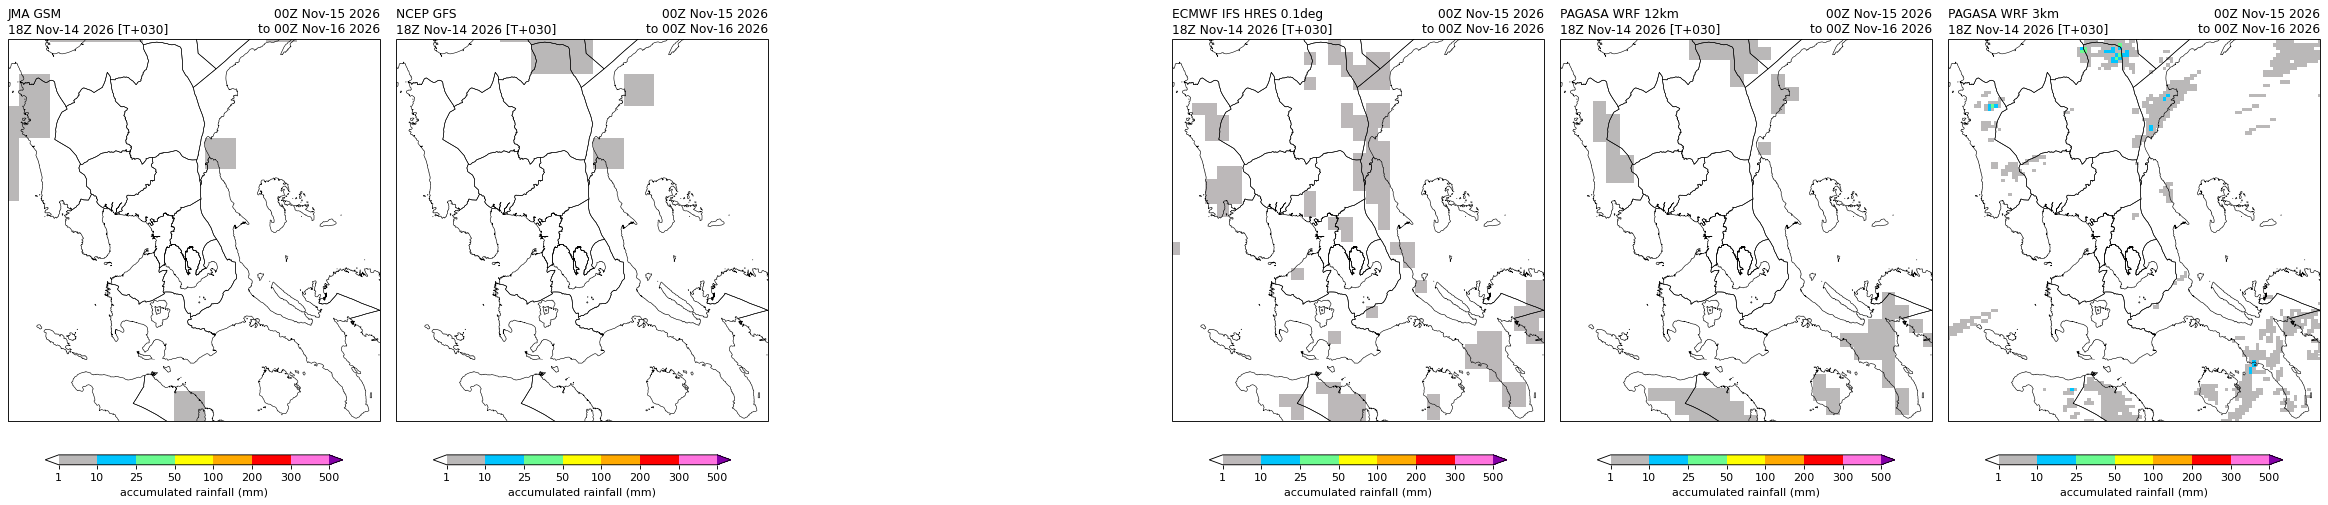 JMA GSM
00Z Nov-15 2026
18Z Nov-14 2026 [T+030]
to 00Z Nov-16 2026
NCEP GFS
00Z Nov-15 2026
18Z Nov-14 2026 [T+030]
to 00Z Nov-16 2026
ECMWF IFS HRES 0.1deg
00Z Nov-15 2026
18Z Nov-14 2026 [T+030]
to 00Z Nov-16 2026
PAGASA WRF 12km
00Z Nov-15 2026
18Z Nov-14 2026 [T+030]
to 00Z Nov-16 2026
PAGASA WRF 3km
00Z Nov-15 2026
18Z Nov-14 2026 [T+030]
to 00Z Nov-16 2026
1 10 25 50 100 200 300 500
accumulated rainfall (mm)
1 10 25 50 100 200 300 500
accumulated rainfall (mm)
1 10 25 50 100 200 300 500
accumulated rainfall (mm)
1 10 25 50 100 200 300 500
accumulated rainfall (mm)
1 10 25 50 100 200 300 500
accumulated rainfall (mm)